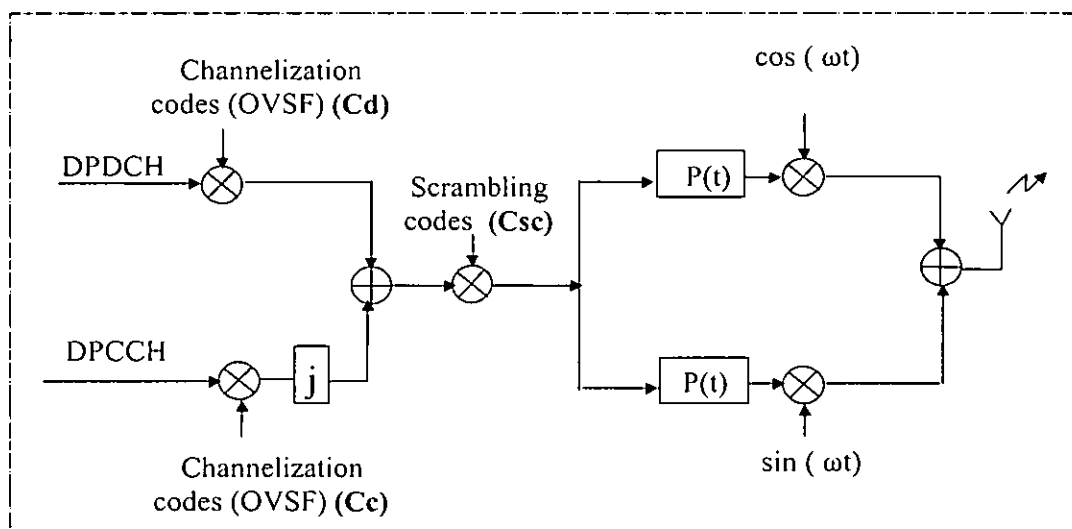 cos ( ωt)
Channelization
codes (OVSF) (Cd)
DPDCH
Scrambling
codes (Csc)
P(t)
DPCCH
j
P(t)
Channelization
codes (OVSF) (Cc)
sin ( ωt)